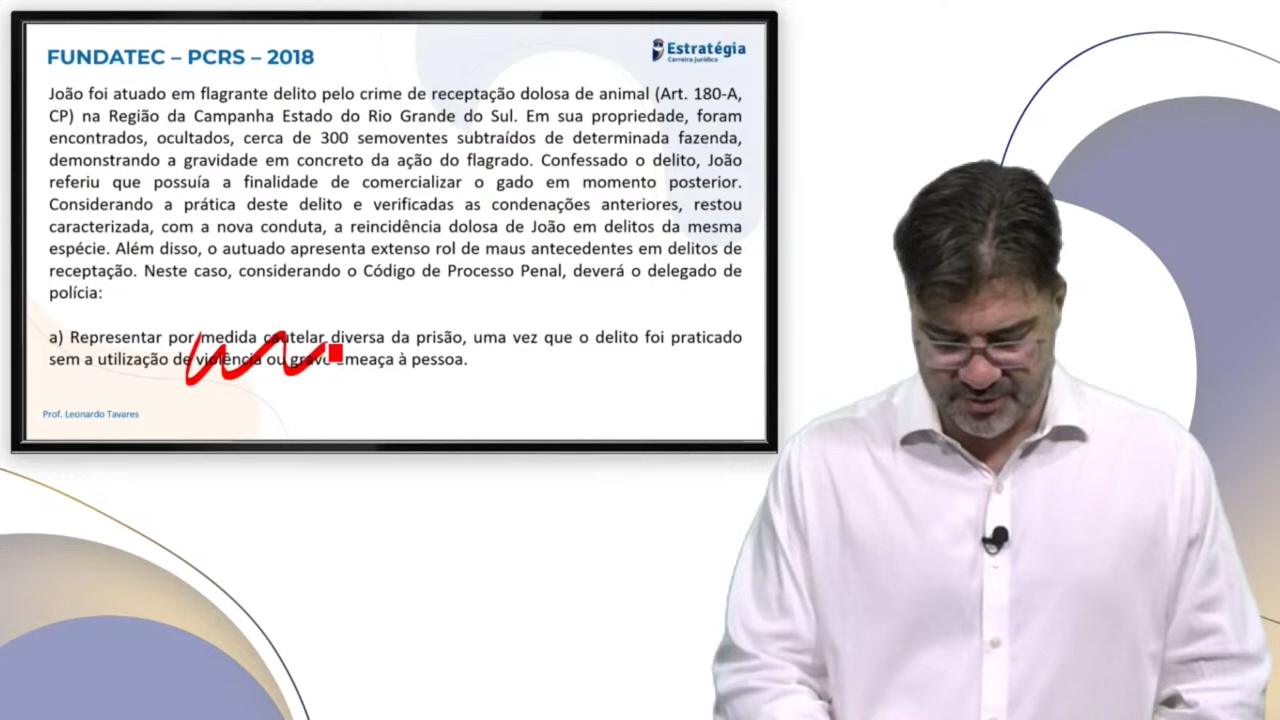 FUNDATEC – PCRS – 2018
Estratégia
Carreira Jurídica
João foi atuado em flagrante delito pelo crime de receptação dolosa de animal (Art. 180-A,
CP) na Região da Campanha Estado do Rio Grande do Sul. Em sua propriedade, foram
encontrados, ocultados, cerca de 300 semoventes subtraídos de determinada fazenda,
demonstrando a gravidade em concreto da ação do flagrado. Confessado o delito, João
referiu que possuía a finalidade de comercializar o gado em momento posterior.
Considerando a prática deste delito e verificadas as condenações anteriores, restou
caracterizada, com a nova conduta, a reincidência dolosa de João em delitos da mesma
espécie. Além disso, o autuado apresenta extenso rol de maus antecedentes em delitos de
receptação. Neste caso, considerando o Código de Processo Penal, deverá o delegado de
polícia:
a) Representar por medida cautelar diversa da prisão, uma vez que o delito foi praticado
sem a utilização de violência ou grave ameaça à pessoa.
Prof. Leonardo Tavares